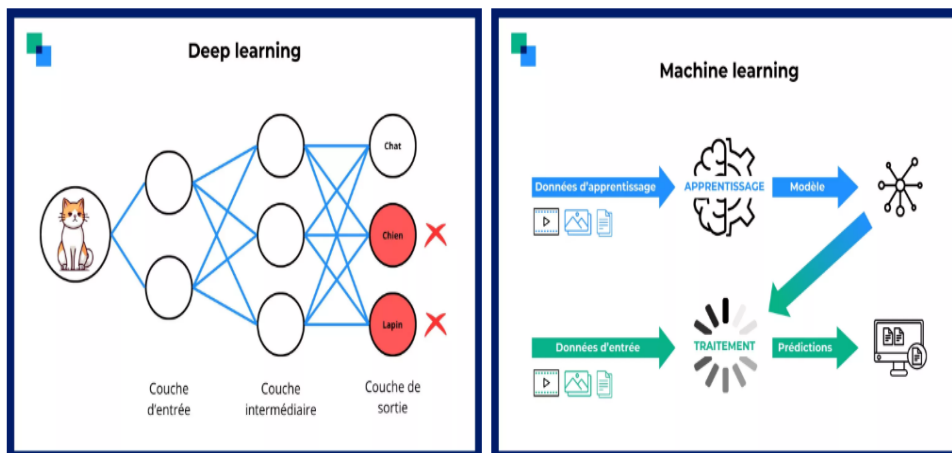 Deep learning
Chat
Chien
Lapin
Couche
d'entrée
Couche
intermédiaire
Couche de
sortie
Machine learning
Données d'apprentissage
APPRENTISSAGE
Modèle
Données d'entrée
TRAITEMENT
Prédictions